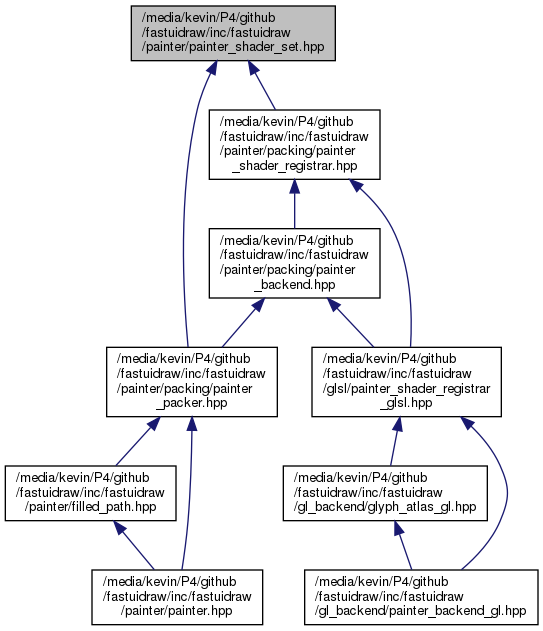 /media/kevin/P4/github
/fastuidraw/inc/fastuidraw
/painter/painter_shader_set.hpp
/media/kevin/P4/github
/fastuidraw/inc/fastuidraw
/painter/packing/painter
_shader_registrar.hpp
/media/kevin/P4/github
/fastuidraw/inc/fastuidraw
/painter/packing/painter
_backend.hpp
/media/kevin/P4/github
/fastuidraw/inc/fastuidraw
/painter/packing/painter
_packer.hpp
/media/kevin/P4/github
/fastuidraw/inc/fastuidraw
/glsl/painter_shader_registrar
_glsl.hpp
/media/kevin/P4/github
/fastuidraw/inc/fastuidraw
/painter/filled_path.hpp
/media/kevin/P4/github
/fastuidraw/inc/fastuidraw
/gl_backend/glyph_atlas_gl.hpp
/media/kevin/P4/github
/fastuidraw/inc/fastuidraw
/painter/painter.hpp
/media/kevin/P4/github
/fastuidraw/inc/fastuidraw
/gl_backend/painter_backend_gl.hpp